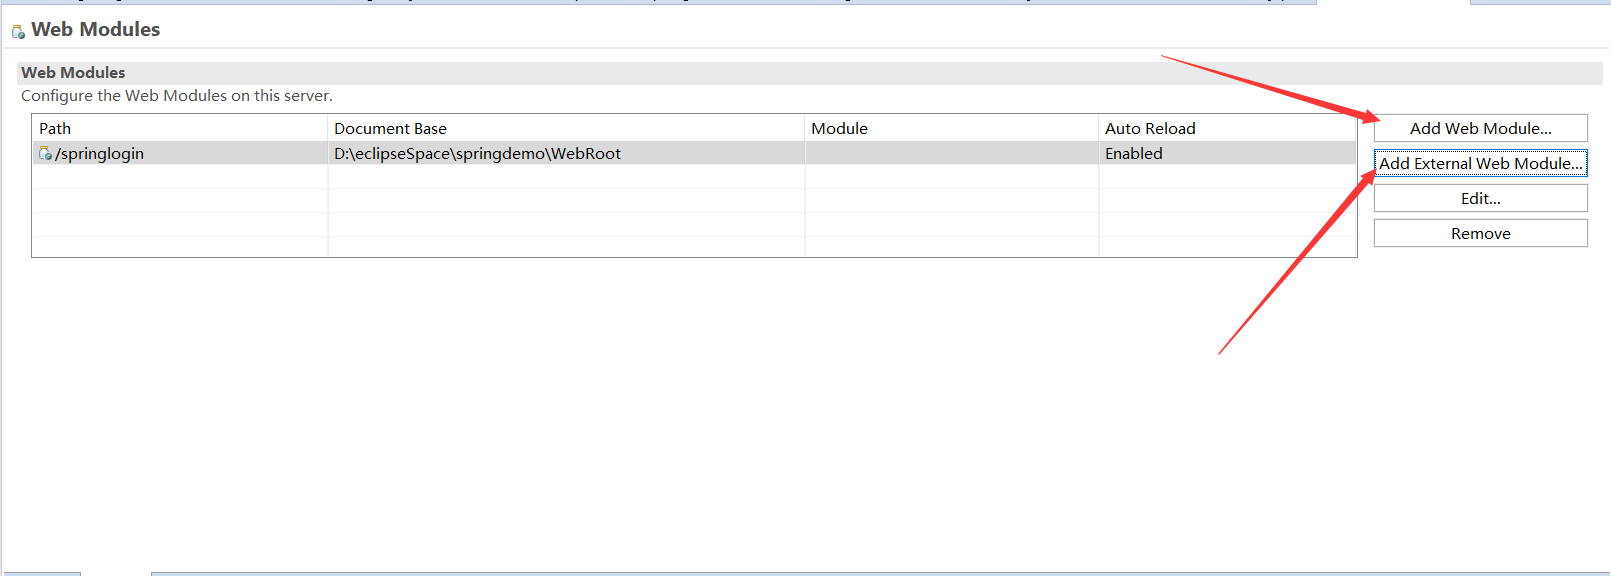 Web Modules
Web Modules
Configure the Web Modules on this server.
Path Document Base Module Auto Reload
/springlogin D:\eclipseSpace\springdemo\WebRoot Enabled
Add Web Module...
Add External Web Module...
Edit...
Remove